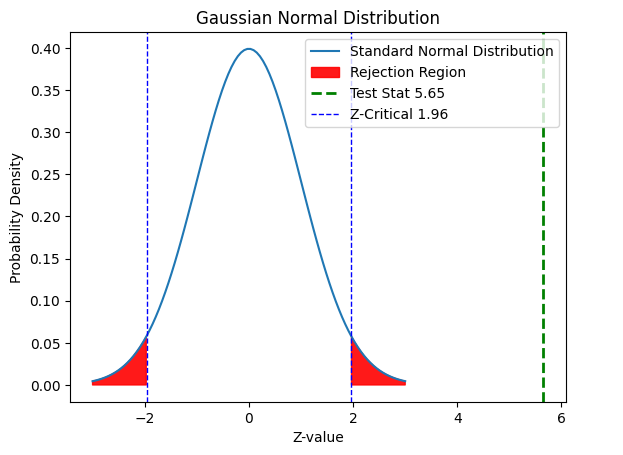 Gaussian Normal Distribution
Standard Normal Distribution
Rejection Region
Test Stat 5.65
Z-Critical 1.96
Probability Density
0.40
0.35
0.30
0.25
0.20
0.15
0.10
0.05
0.00
−2 0 2 4 6
Z-value